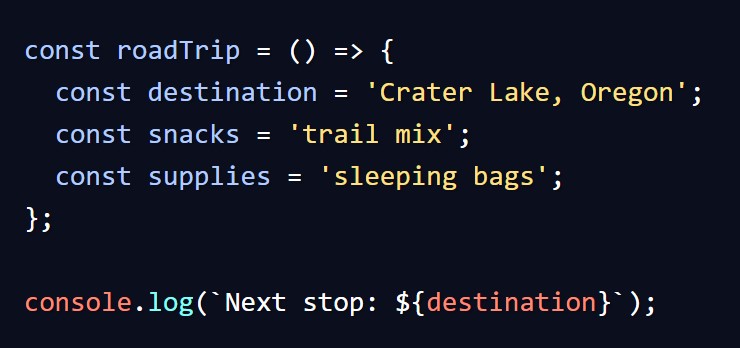 const roadTrip = () => {
  const destination = 'Crater Lake, Oregon';
  const snacks = 'trail mix';
  const supplies = 'sleeping bags';
};

console.log(`Next stop: ${destination}`);